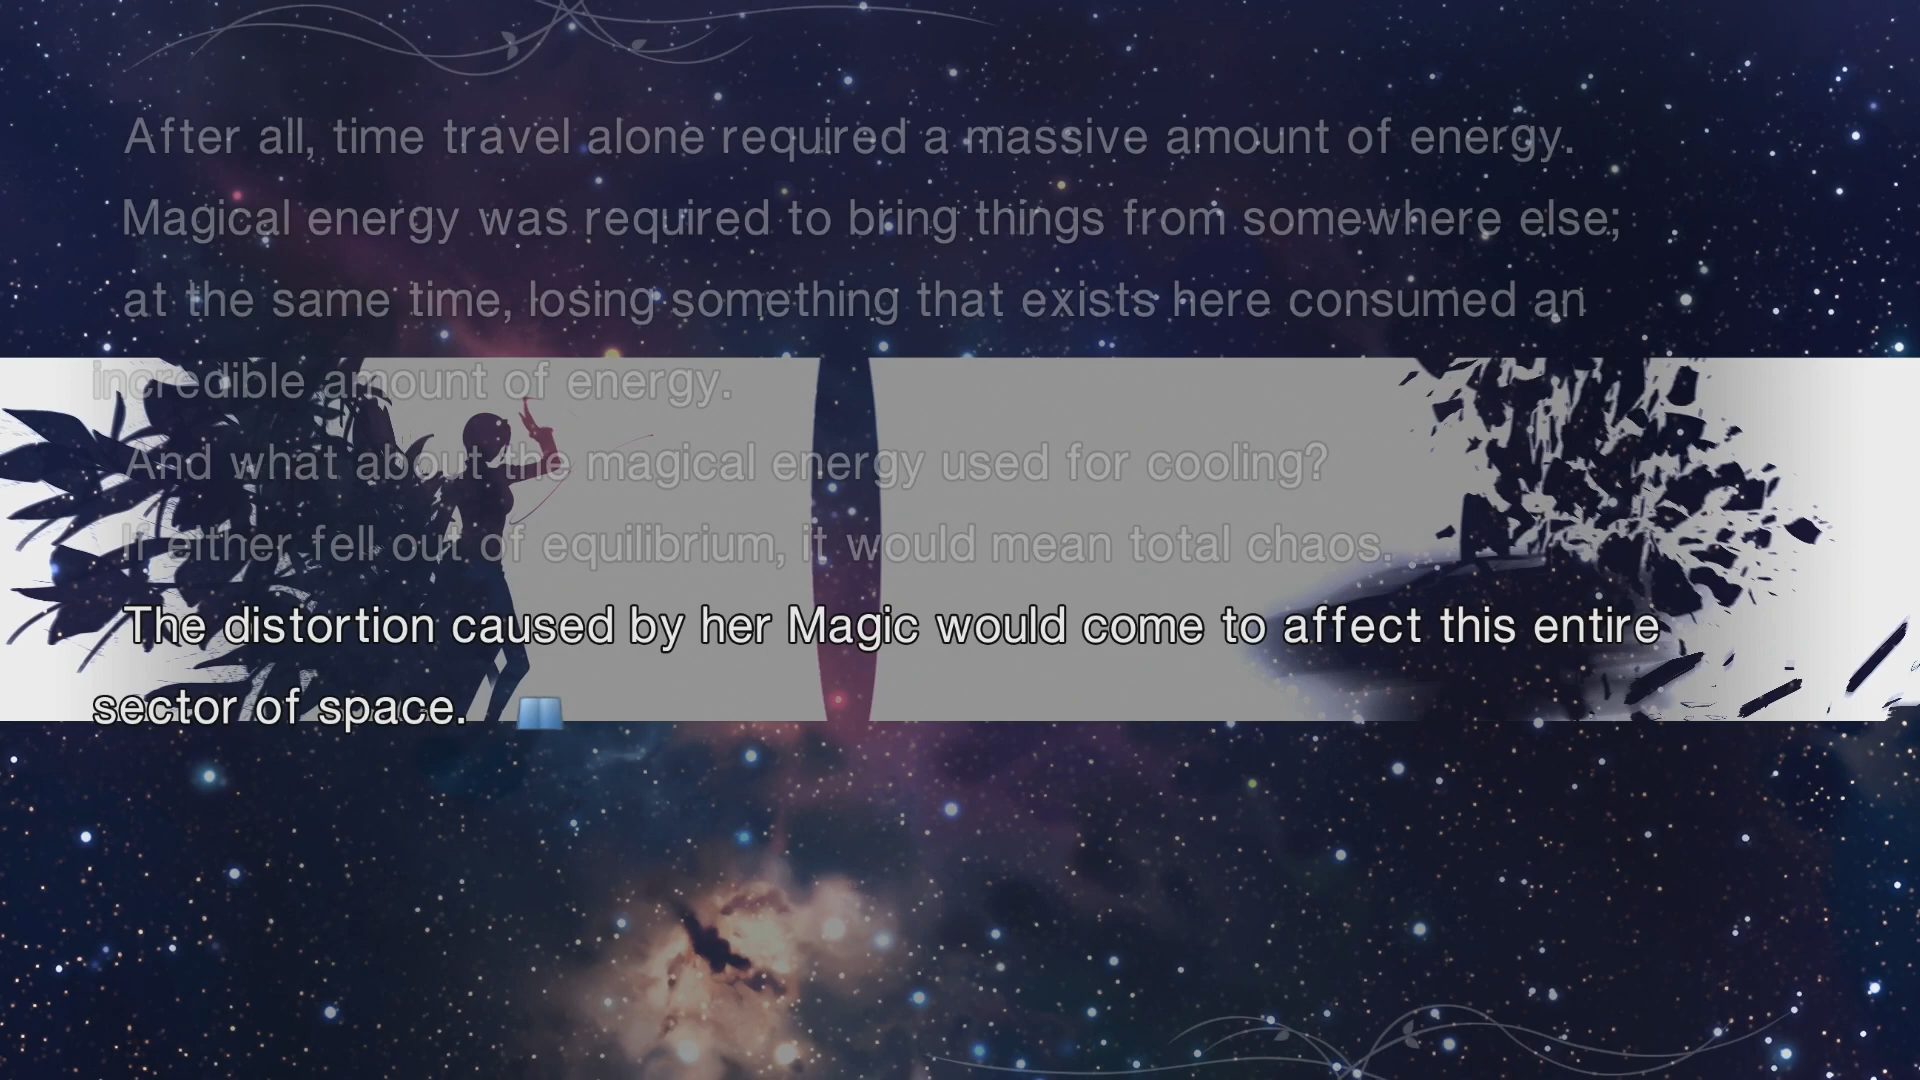 After all, time travel alone required a massive amount of energy.
Magical energy was required to bring things from somewhere else;
at the same time, losing something that exists here consumed an
incredible amount of energy.
And what about the magical energy used for cooling?
If either fell out of equilibrium, it would mean total chaos.
The distortion caused by her Magic would come to affect this entire
sector of space.